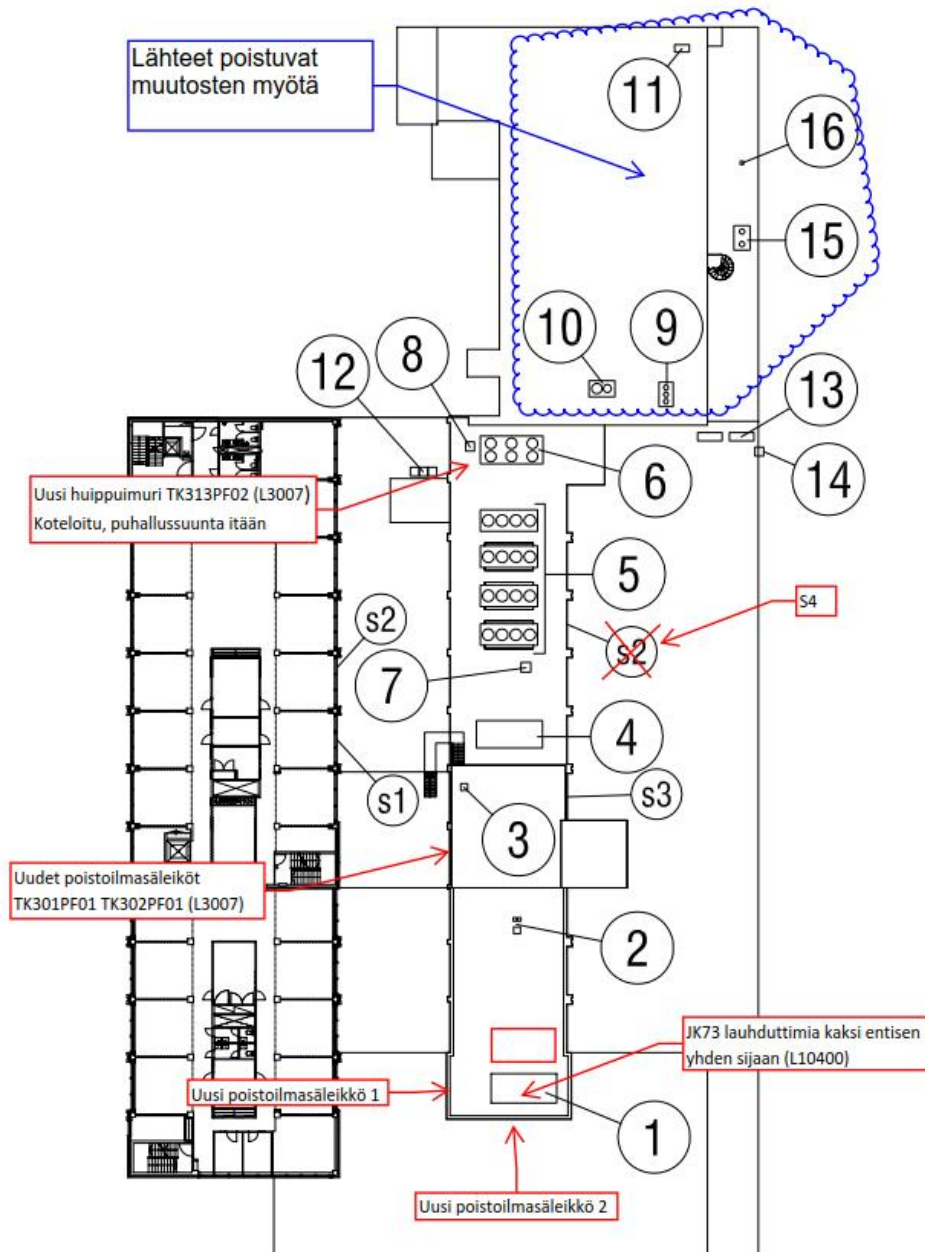 Lähteet poistuvat
muutosten myötä
11
16
15
10
9
8
12
13
14
Uusi huippuimuri TK313PF02 (L3007)
Koteloitu, puhallussuunta itään
6
5
S4
s2
s2
7
4
s1
s3
3
Uudet poistoilmasäleiköt
TK301PF01 TK302PF01 (L3007)
2
JK73 lauhduttimia kaksi entisen
yhden sijaan (L10400)
Uusi poistoilmasäleikkö 1
1
Uusi poistoilmasäleikkö 2